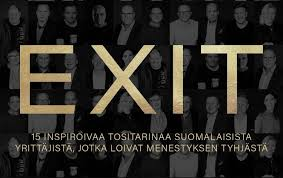 EXIT
15 INSPIROIVAA TOSITARINAA SUOMALAISISTA
YRITTÄJISTÄ, JOTKA LOIVAT MENESTYKSEN TYHJÄSTÄ